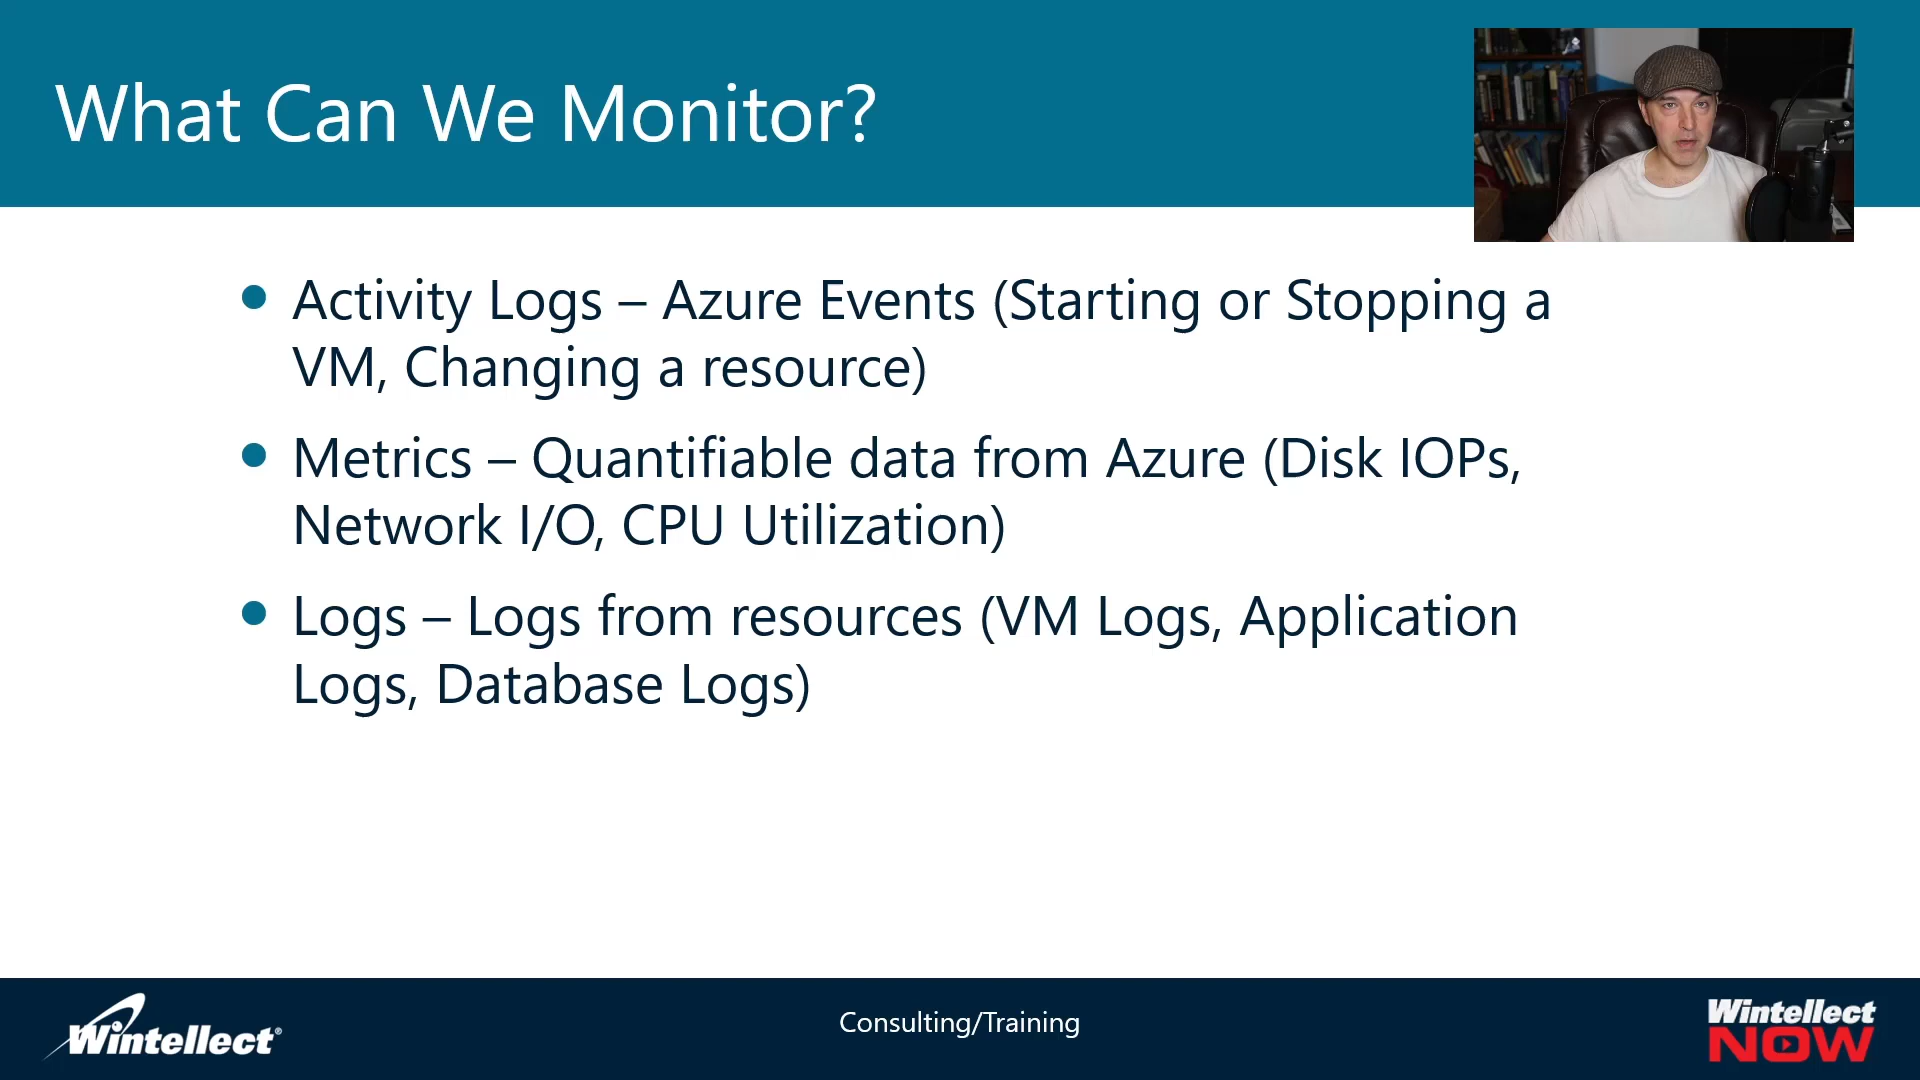 What Can We Monitor?
• Activity Logs – Azure Events (Starting or Stopping a
VM, Changing a resource)
• Metrics – Quantifiable data from Azure (Disk IOPs,
Network I/O, CPU Utilization)
• Logs – Logs from resources (VM Logs, Application
Logs, Database Logs)
Wintellect®
Consulting/Training
Wintellect
NOW